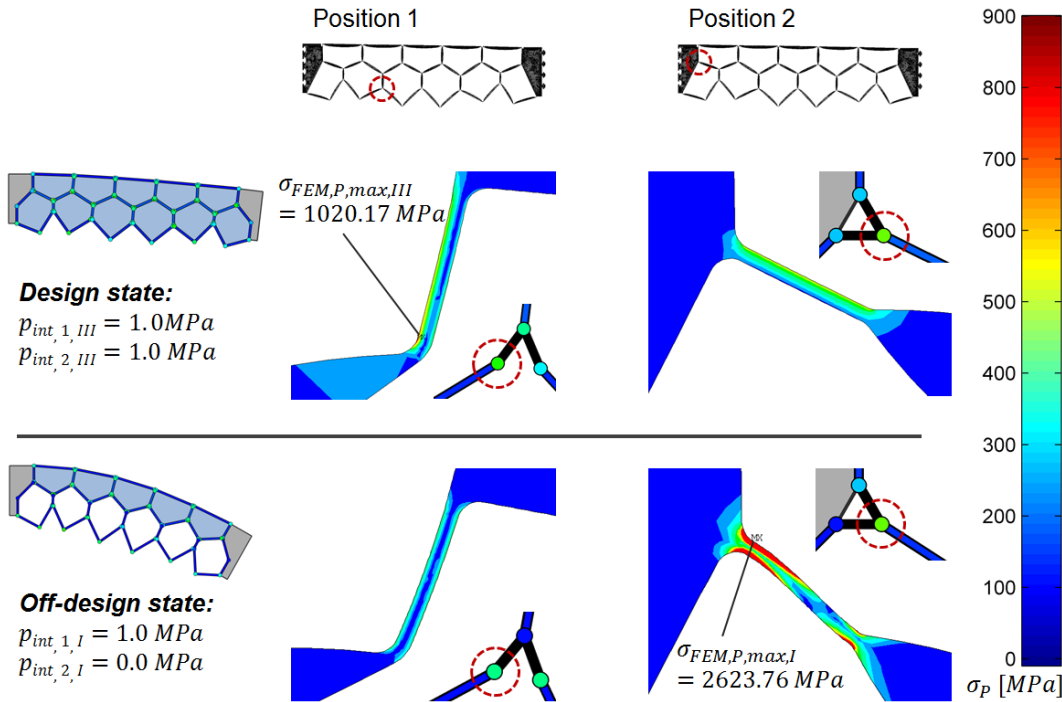 Position 1
Position 2
σFEM,P,max,III
= 1020.17 MPa
Design state:
pint,1,III = 1.0MPa
pint,2,III = 1.0 MPa
Off-design state:
pint,1,I = 1.0 MPa
pint,2,I = 0.0 MPa
MX
σFEM,P,max,I
= 2623.76 MPa
900
800
700
600
500
400
300
200
100
0
σP [MPa]